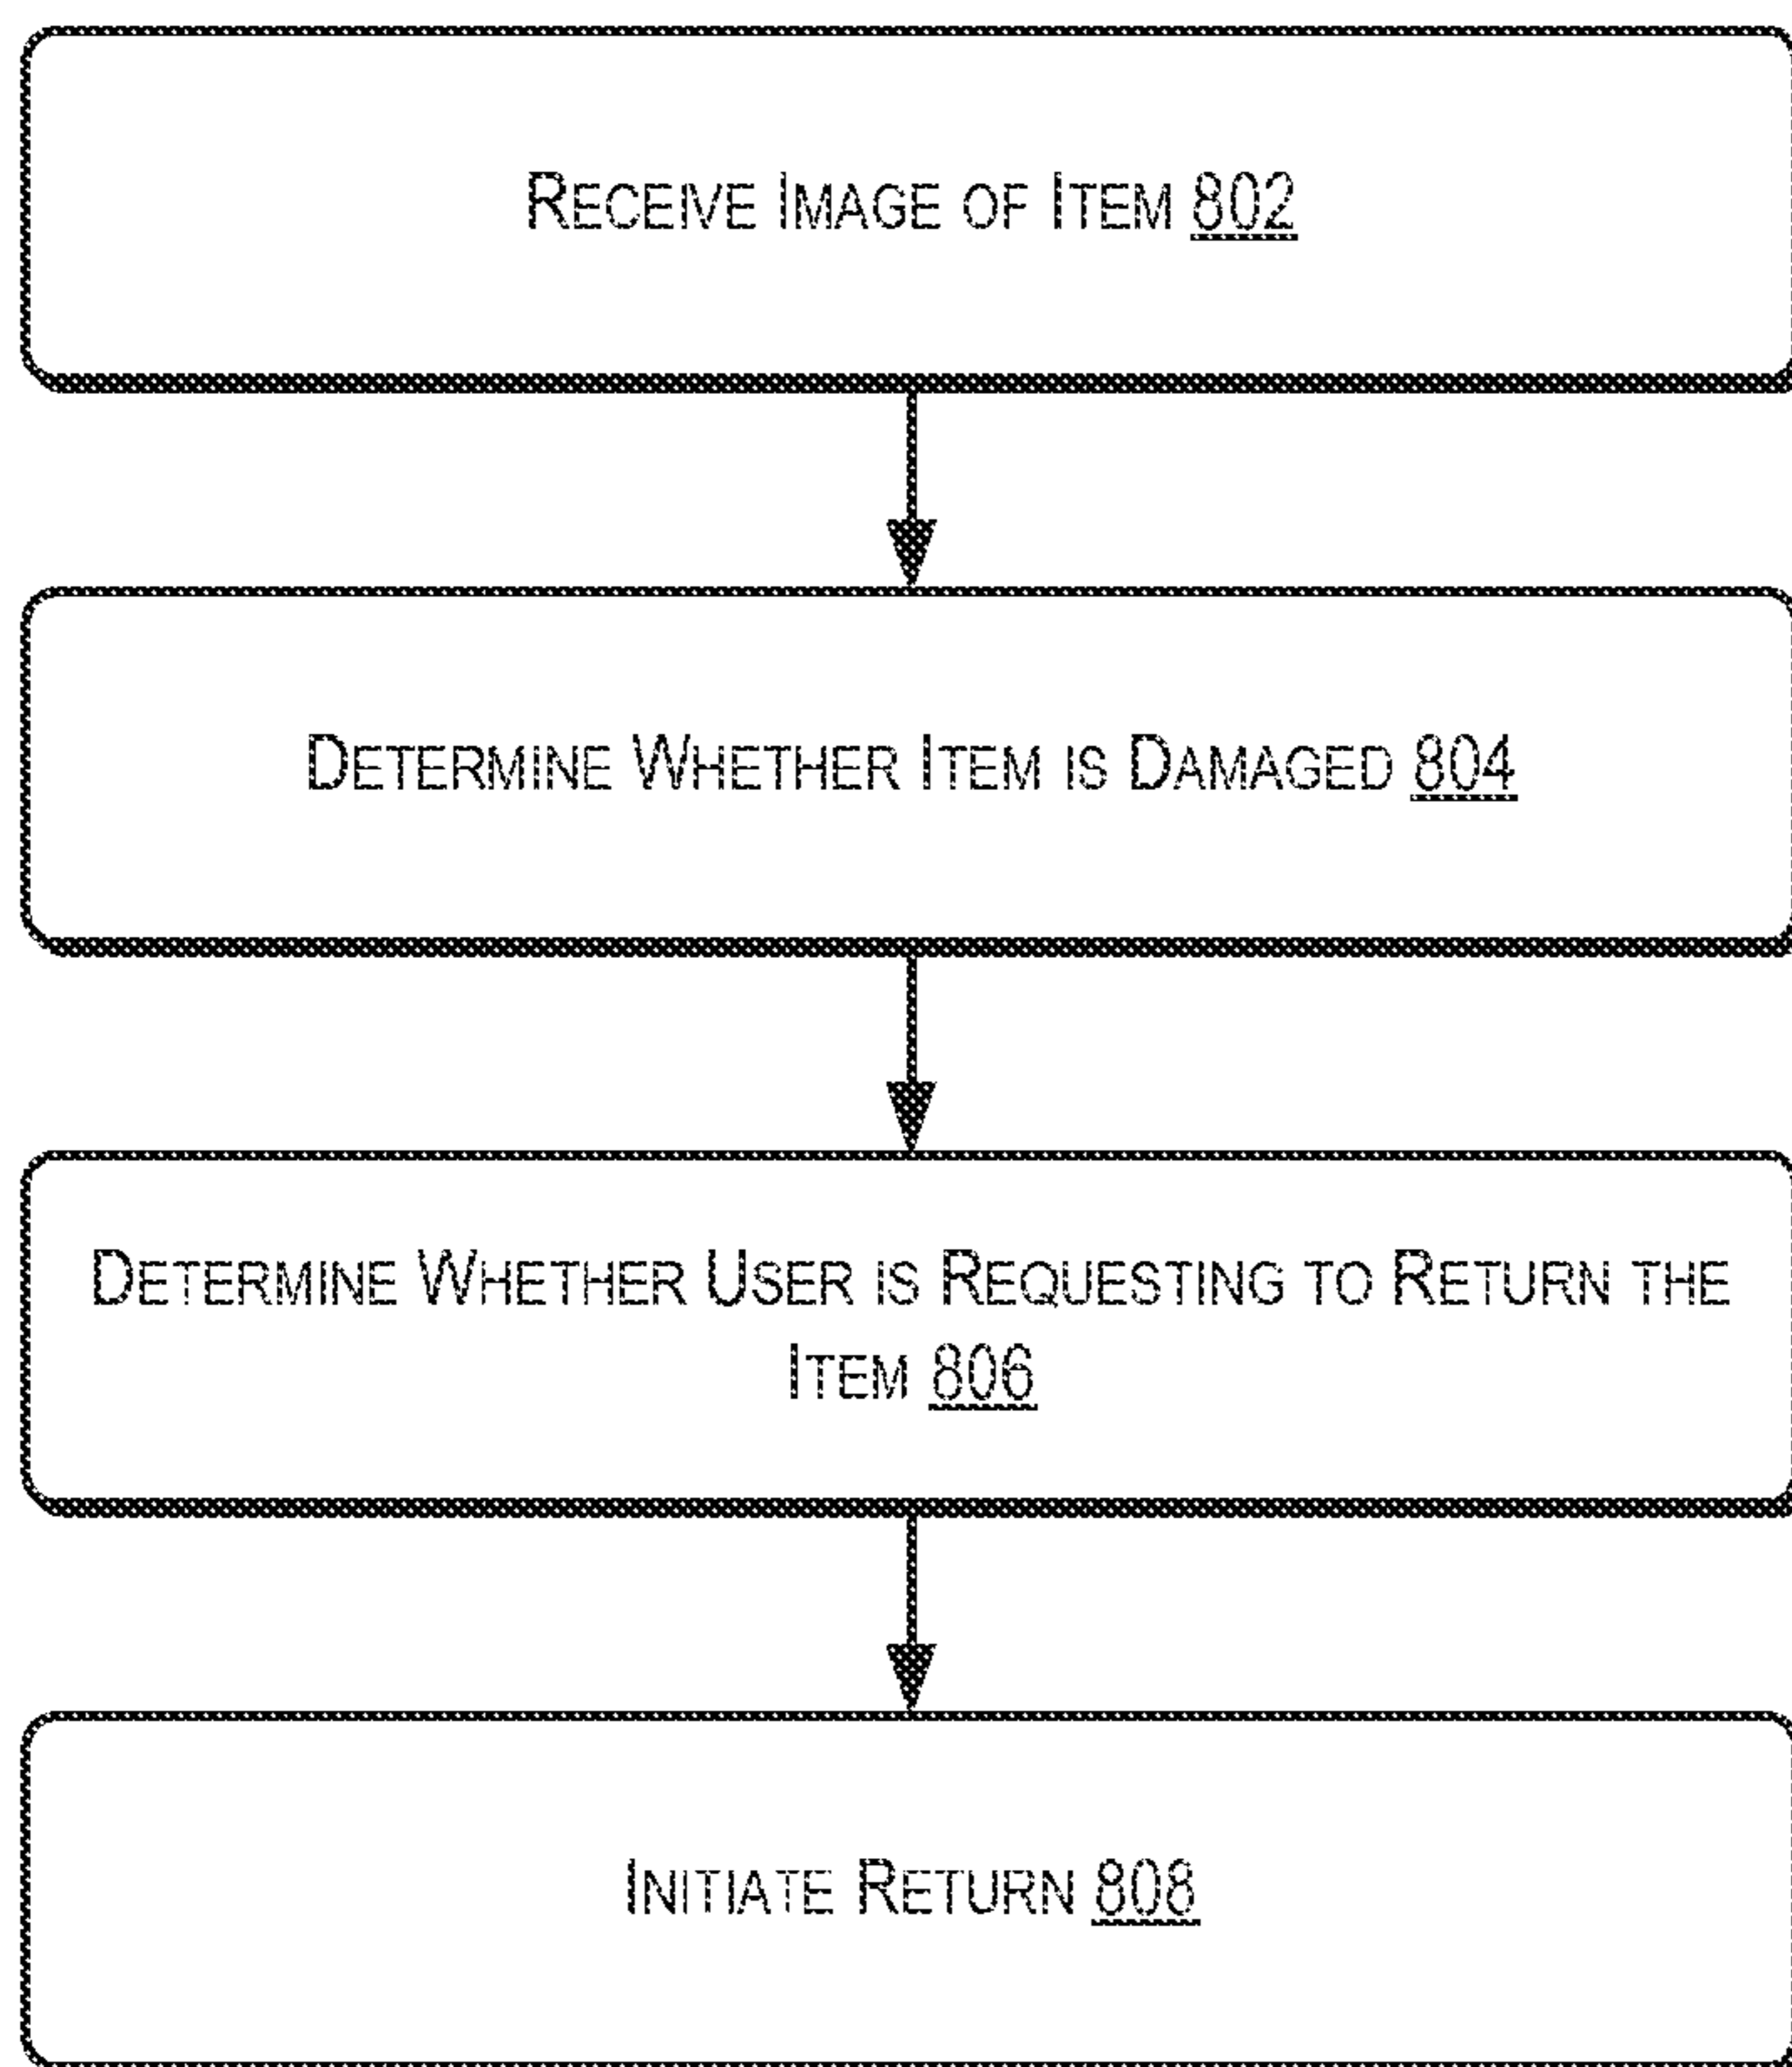 RECEIVE IMAGE OF ITEM 802
DETERMINE WHETHER ITEM IS DAMAGED 804
DETERMINE WHETHER USER IS REQUESTING TO RETURN THE
ITEM 806
INITIATE RETURN 808